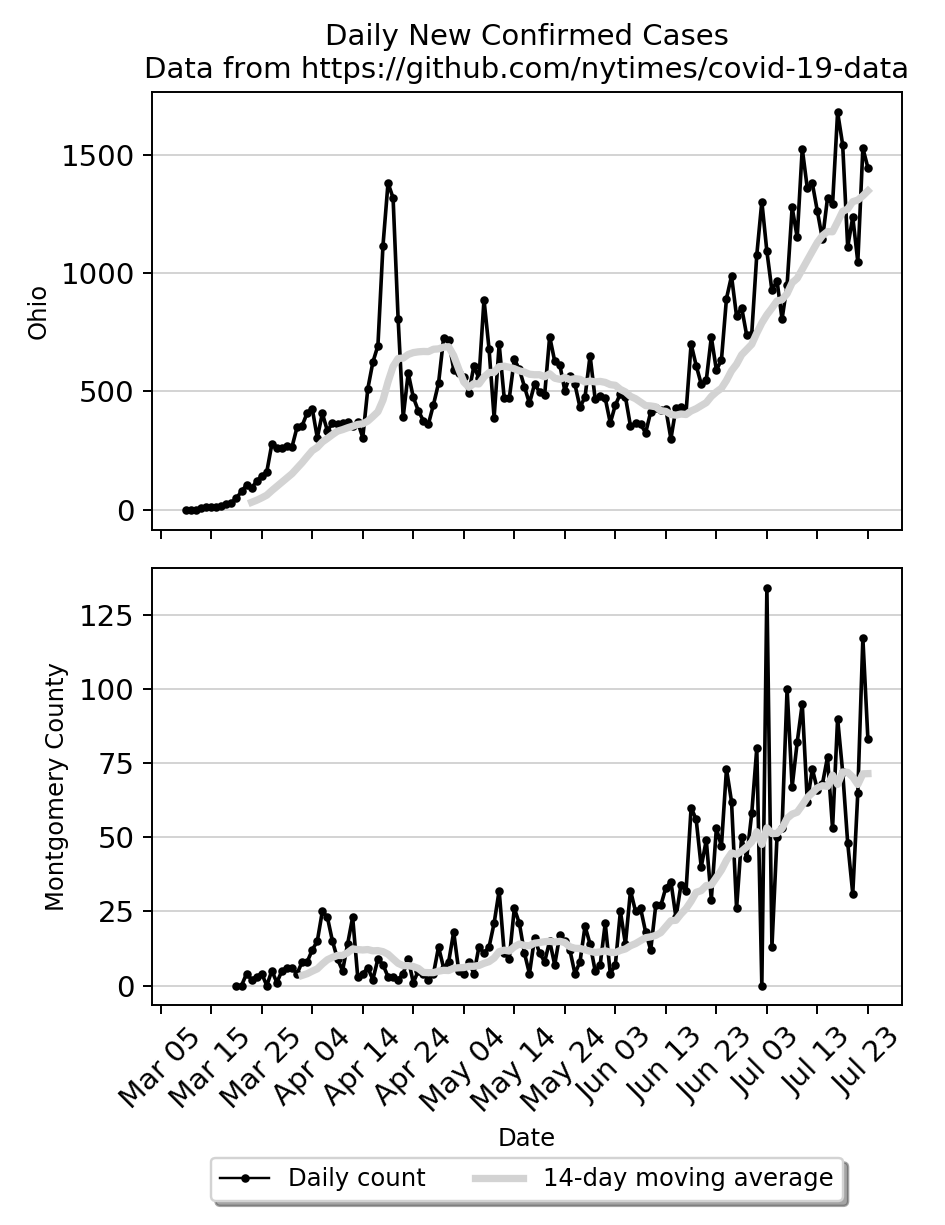 Daily New Confirmed Cases
Data from https://github.com/nytimes/covid-19-data
1500
1000
500
0
Ohio
125
100
75
50
25
0
Montgomery County
Mar 05
Mar 15
Mar 25
Apr 04
Apr 14
Apr 24
May 04
May 14
May 24
Jun 03
Jun 13
Jun 23
Jul 03
Jul 13
Jul 23
Date
Daily count
14-day moving average